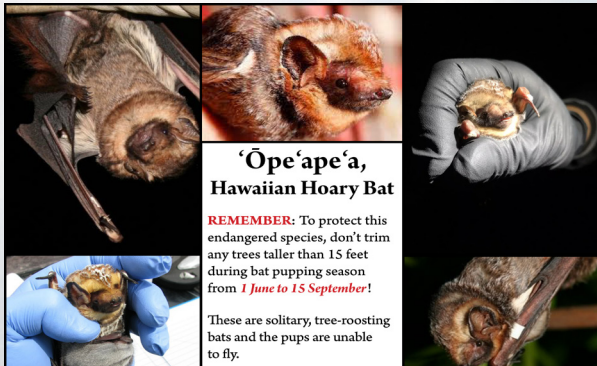 ʻŌpeʻapeʻa,
Hawaiian Hoary Bat
REMEMBER: To protect this
endangered species, don't trim
any trees taller than 15 feet
during bat pupping season
from 1 June to 15 September!
These are solitary, tree-roosting
bats and the pups are unable
to fly.